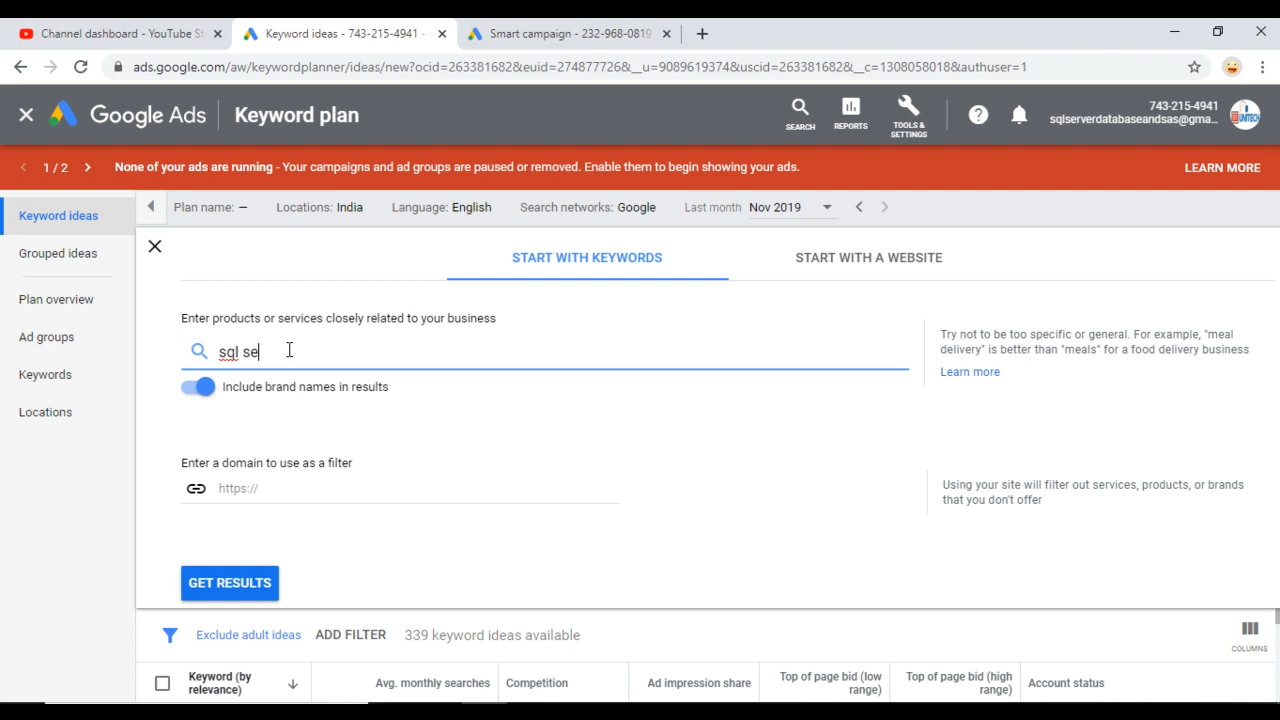 Channel dashboard - YouTube St
Keyword ideas - 743-215-4941 -
Smart campaign - 232-968-0819
ads.google.com/aw/keywordplanner/ideas/new?ocid=263381682&euid=274877726&__u=9089619374&uscid=263381682&__c=1308058018&authuser=1
Google Ads
Keyword plan
SEARCH
REPORTS
TOOLS &
SETTINGS
743-215-4941
sqlserverdatabaseandsas@gma...
1 / 2
None of your ads are running - Your campaigns and ad groups are paused or removed. Enable them to begin showing your ads.
LEARN MORE
Keyword ideas
Grouped ideas
Plan overview
Ad groups
Keywords
Locations
Plan name: –
Locations: India
Language: English
Search networks: Google
Last month Nov 2019
START WITH KEYWORDS
START WITH A WEBSITE
Enter products or services closely related to your business
sql se
Include brand names in results
Try not to be too specific or general. For example, "meal
delivery" is better than "meals" for a food delivery business
Learn more
Enter a domain to use as a filter
https://
Using your site will filter out services, products, or brands
that you don't offer
GET RESULTS
Exclude adult ideas
ADD FILTER
339 keyword ideas available
COLUMNS
Keyword (by
relevance)
Avg. monthly searches
Competition
Ad impression share
Top of page bid (low
range)
Top of page bid (high
range)
Account status